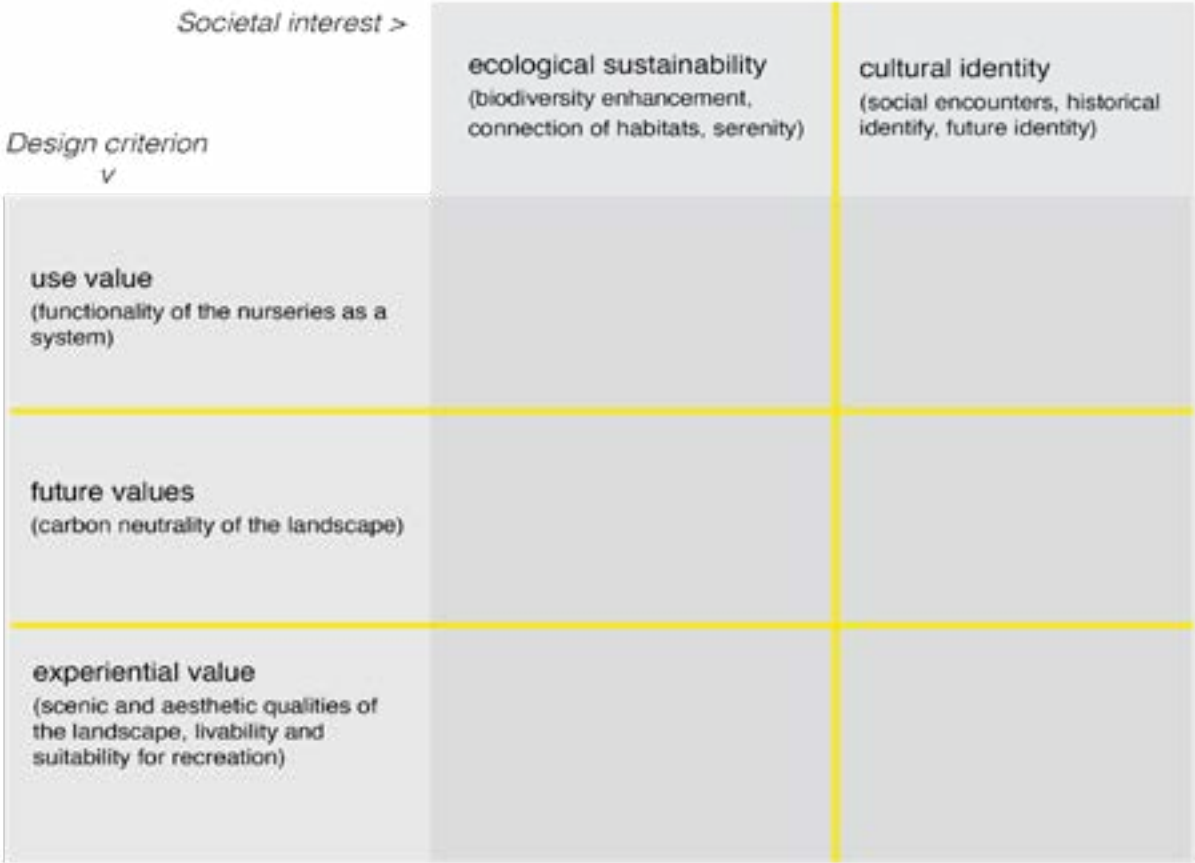 Societal interest >
ecological sustainability
(biodiversity enhancement,
connection of habitats, serenity)
cultural identity
(social encounters, historical
identify, future identity)
Design criterion
v
use value
(functionality of the nurseries as a
system)
future values
(carbon neutrality of the landscape)
experiential value
(scenic and aesthetic qualities of
the landscape, livability and
suitability for recreation)